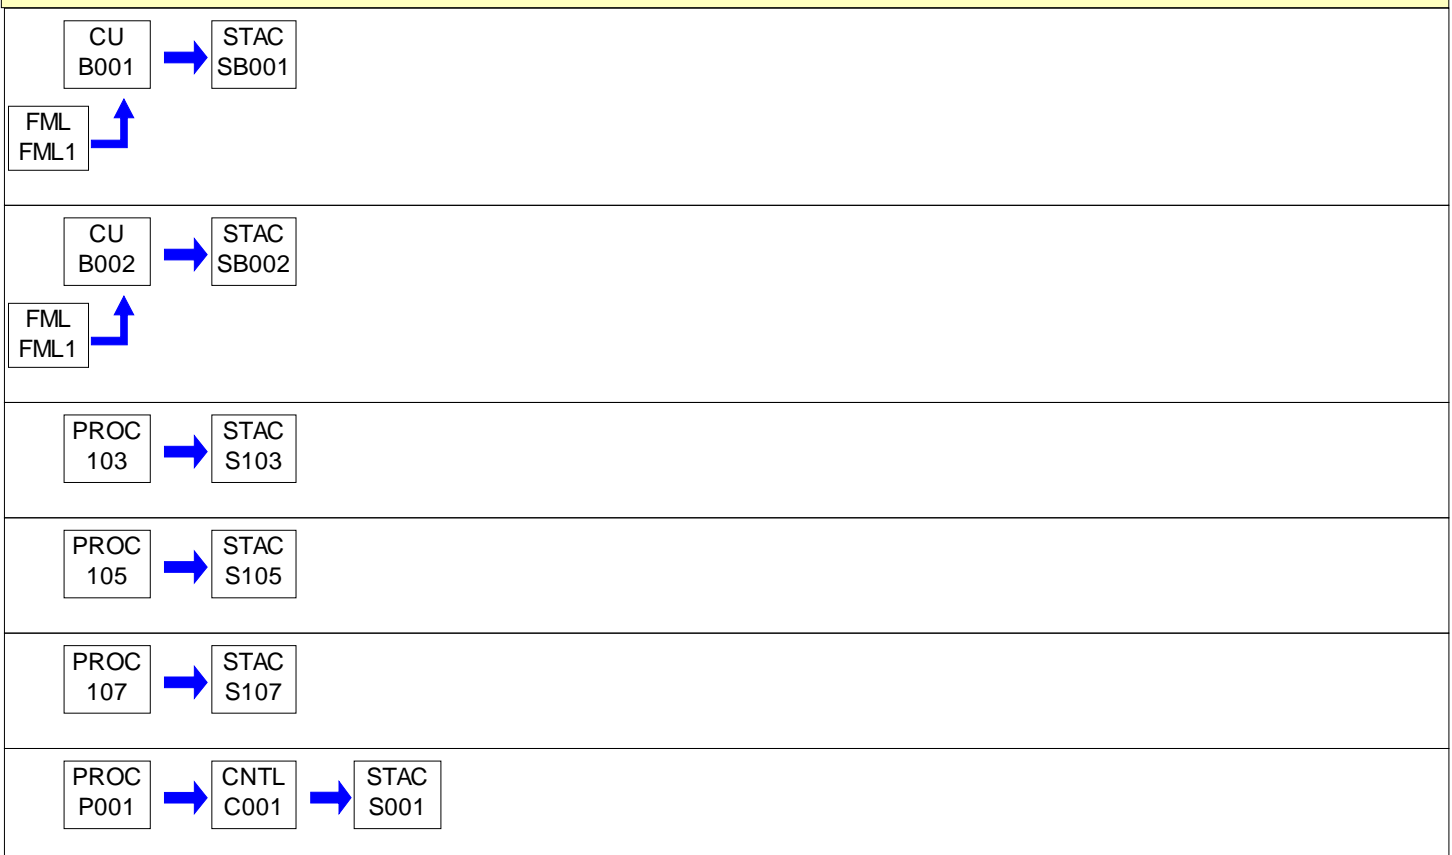 CU
B001
STAC
SB001
FML
FML1
CU
B002
STAC
SB002
FML
FML1
PROC
103
STAC
S103
PROC
105
STAC
S105
PROC
107
STAC
S107
PROC
P001
CNTL
C001
STAC
S001